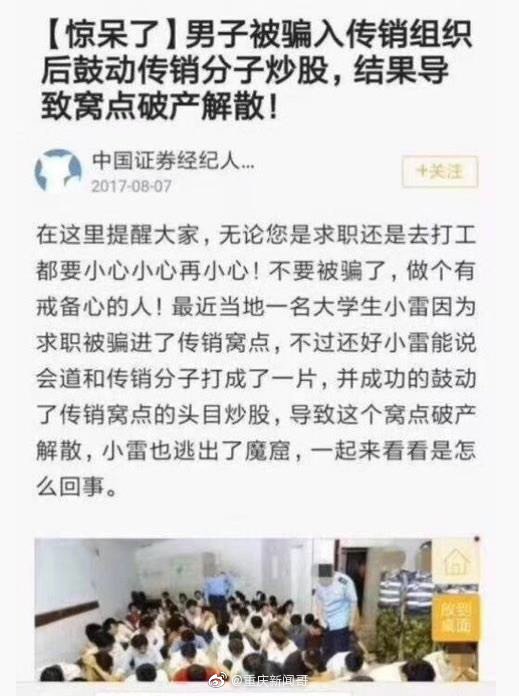 【惊呆了】男子被骗入传销组织
后鼓动传销分子炒股，结果导
致窝点破产解散！
中国证券经纪人...
2017-08-07
+关注
在这里提醒大家，无论您是求职还是去打工
都要小心小心再小心！不要被骗了，做个有
戒备心的人！最近当地一名大学生小雷因为
求职被骗进了传销窝点，不过还好小雷能说
会道和传销分子打成了一片，并成功的鼓动
了传销窝点的头目炒股，导致这个窝点破产
解散，小雷也逃出了魔窟，一起来看看是怎
么回事。
放到
桌面
@重庆新闻哥